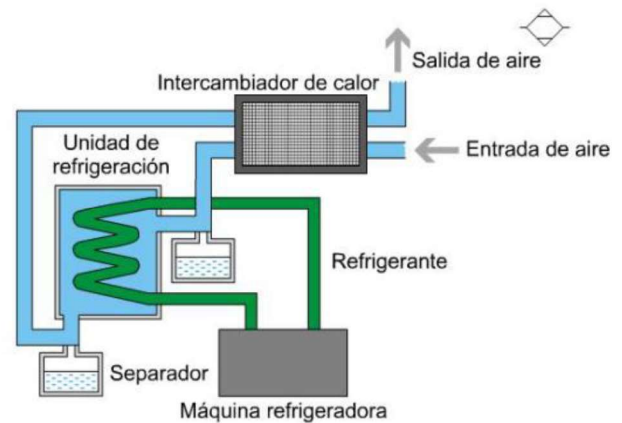 Salida de aire
Intercambiador de calor
Unidad de
refrigeración
Entrada de aire
Refrigerante
Separador
Máquina refrigeradora